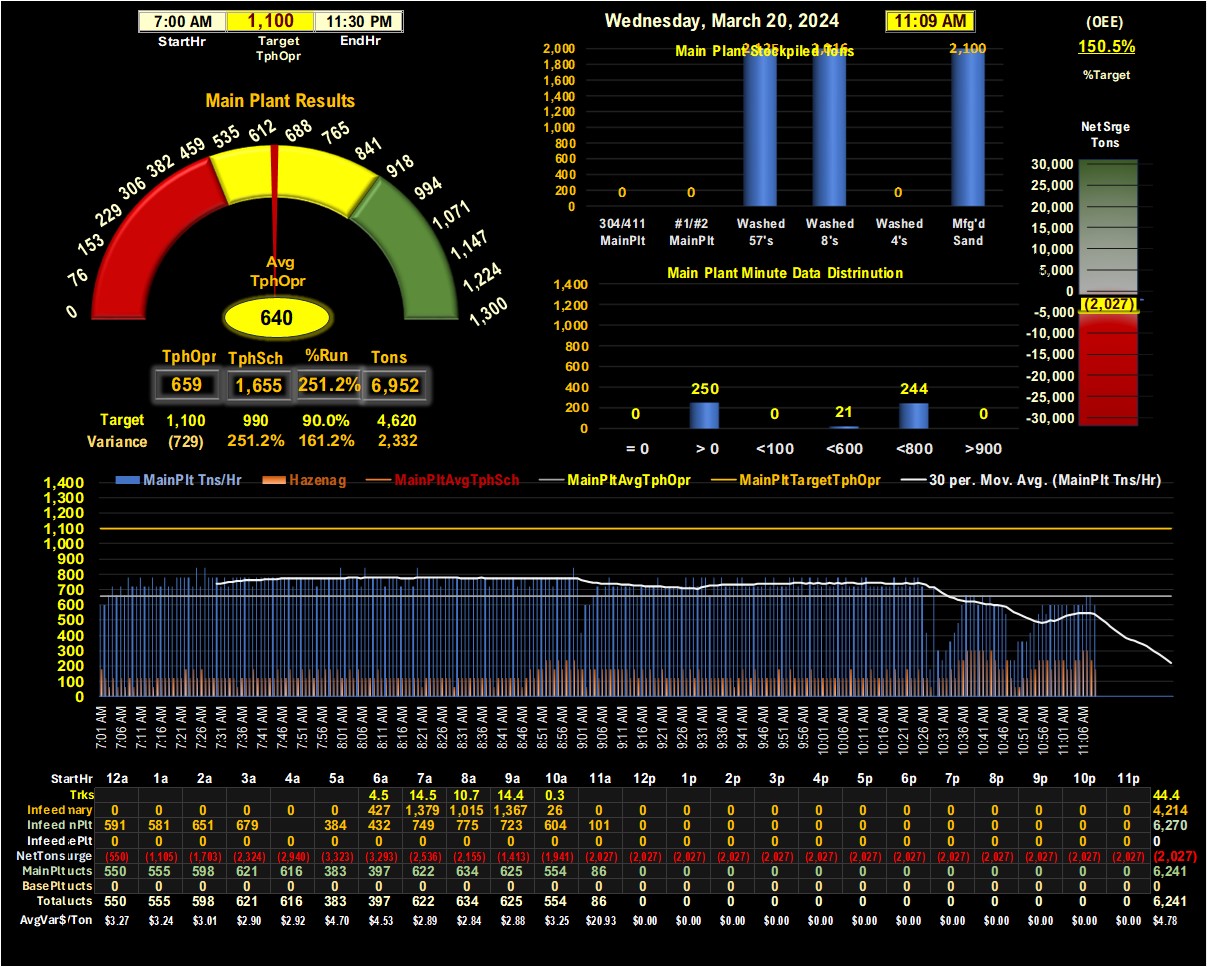 7:00 AM 1,100 11:30 PM
StartHr Target EndHr
TphOpr
Wednesday, March 20, 2024 11:09 AM
(OEE)
150.5%
%Target
Main Plant Results
0 76 153 229 306 382 459 535 612 688 765 841 918 994 1,071 1,147 1,224 1,300
Avg
TphOpr
640
TphOpr TphSch %Run Tons
659 1,655 251.2% 6,952
Target 1,100 990 90.0% 4,620
Variance (729) 251.2% 161.2% 2,332
Main Plant Stockpiled Tons
2,000
1,800
1,600
1,400
1,200
1,000
800
600
400
200
0
0 0 0 2,100
304/411 #1/#2 Washed Washed Washed Mfg'd
MainPlt MainPlt 57's 8's 4's Sand
Main Plant Minute Data Distrinution
1,400
1,200
1,000
800
600
400
200
0
0 250 0 21 244 0
= 0 > 0 <100 <600 <800 >900
Net Srge
Tons
30,000
25,000
20,000
15,000
10,000
5,000
0
(2,027)
-5,000
-10,000
-15,000
-20,000
-25,000
-30,000
MainPlt Tns/Hr Hazenag MainPltAvgTphSch MainPltAvgTphOpr MainPltTargetTphOpr 30 per. Mov. Avg. (MainPlt Tns/Hr)
1,400
1,300
1,200
1,100
1,000
900
800
700
600
500
400
300
200
100
0
7:01 AM 7:06 AM 7:11 AM 7:16 AM 7:21 AM 7:26 AM 7:31 AM 7:36 AM 7:41 AM 7:46 AM 7:51 AM 7:56 AM 8:01 AM 8:06 AM 8:11 AM 8:16 AM 8:21 AM 8:26 AM 8:31 AM 8:36 AM 8:41 AM 8:46 AM 8:51 AM 8:56 AM 9:01 AM 9:06 AM 9:11 AM 9:16 AM 9:21 AM 9:26 AM 9:31 AM 9:36 AM 9:41 AM 9:46 AM 9:51 AM 9:56 AM 10:01 AM 10:06 AM 10:11 AM 10:16 AM 10:21 AM 10:26 AM 10:31 AM 10:36 AM 10:41 AM 10:46 AM 10:51 AM 10:56 AM 11:01 AM 11:06 AM
StartHr 12a 1a 2a 3a 4a 5a 6a 7a 8a 9a 10a 11a 12p 1p 2p 3p 4p 5p 6p 7p 8p 9p 10p 11p
Trks 4.5 14.5 10.7 14.4 0.3 44.4
Infeed nary 0 0 0 0 0 0 427 1,379 1,015 1,367 26 0 0 0 0 0 0 0 0 0 0 0 0 0 4,214
Infeed nPlt 591 581 651 679 384 432 749 775 723 604 101 0 0 0 0 0 0 0 0 0 0 0 0 6,270
Infeed ePlt 0 0 0 0 0 0 0 0 0 0 0 0 0 0 0 0 0 0 0 0 0 0 0 0
NetTons urge (550) (1,105) (1,703) (2,324) (2,940) (3,323) (3,293) (2,536) (2,155) (1,413) (1,941) (2,027) (2,027) (2,027) (2,027) (2,027) (2,027) (2,027) (2,027) (2,027) (2,027) (2,027) (2,027) (2,027) (2,027)
MainPlt ucts 550 555 598 621 616 383 397 622 634 625 554 86 0 0 0 0 0 0 0 0 0 0 0 0 6,241
BasePlt ucts 0 0 0 0 0 0 0 0 0 0 0 0 0 0 0 0 0 0 0 0 0 0 0 0 0
Total ucts 550 555 598 621 616 383 397 622 634 625 554 86 0 0 0 0 0 0 0 0 0 0 0 0 6,241
AvgVar$/Ton $3.27 $3.24 $3.01 $2.90 $2.92 $4.70 $4.53 $2.89 $2.84 $2.88 $3.25 $20.93 $0.00 $0.00 $0.00 $0.00 $0.00 $0.00 $0.00 $0.00 $0.00 $0.00 $0.00 $0.00 $4.78